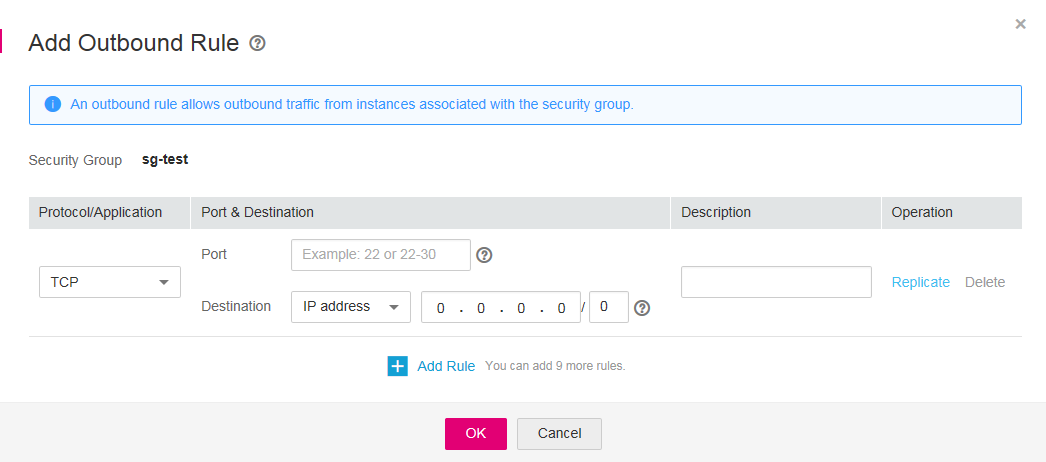 ×
Add Outbound Rule ?
i An outbound rule allows outbound traffic from instances associated with the security group.
Security Group sg-test
Protocol/Application Port & Destination Description Operation
Port Example: 22 or 22-30 ?
TCP Replicate Delete
Destination IP address 0 . 0 . 0 . 0 / 0 ?
+ Add Rule You can add 9 more rules.
OK Cancel